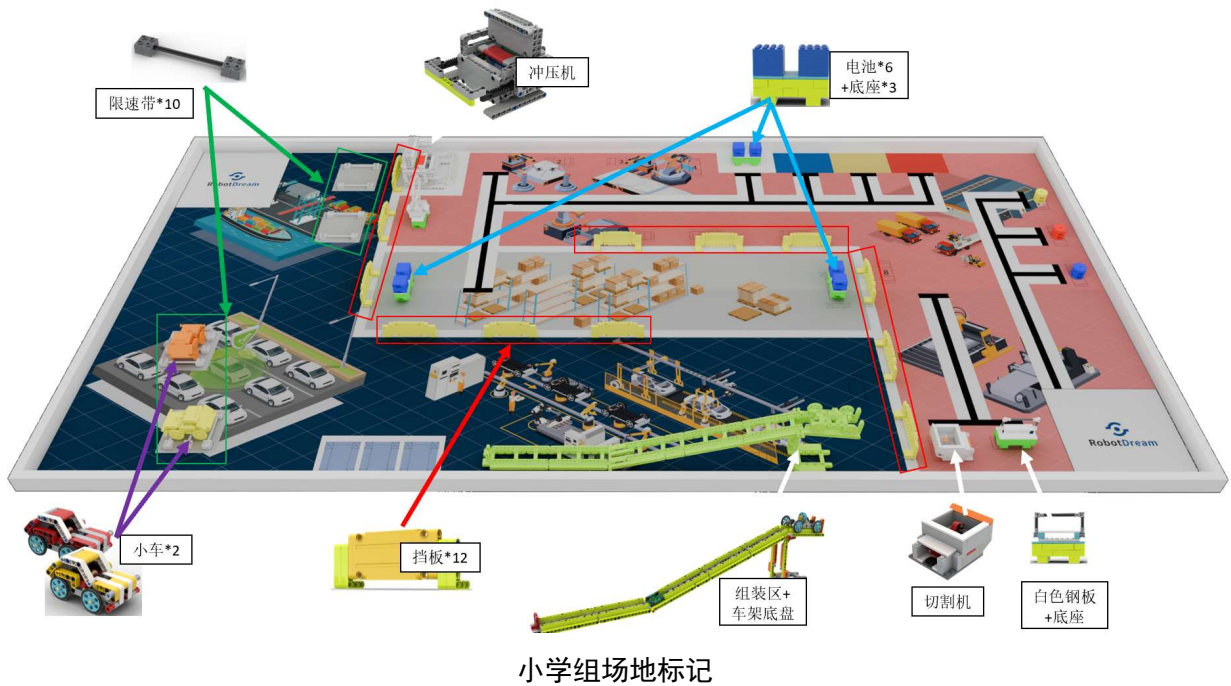 限速带*10
冲压机
电池*6
+底座*3
RobotDream
RobotDream
小车*2
挡板*12
组装区+
车架底盘
切割机
白色钢板
+底座
小学组场地标记